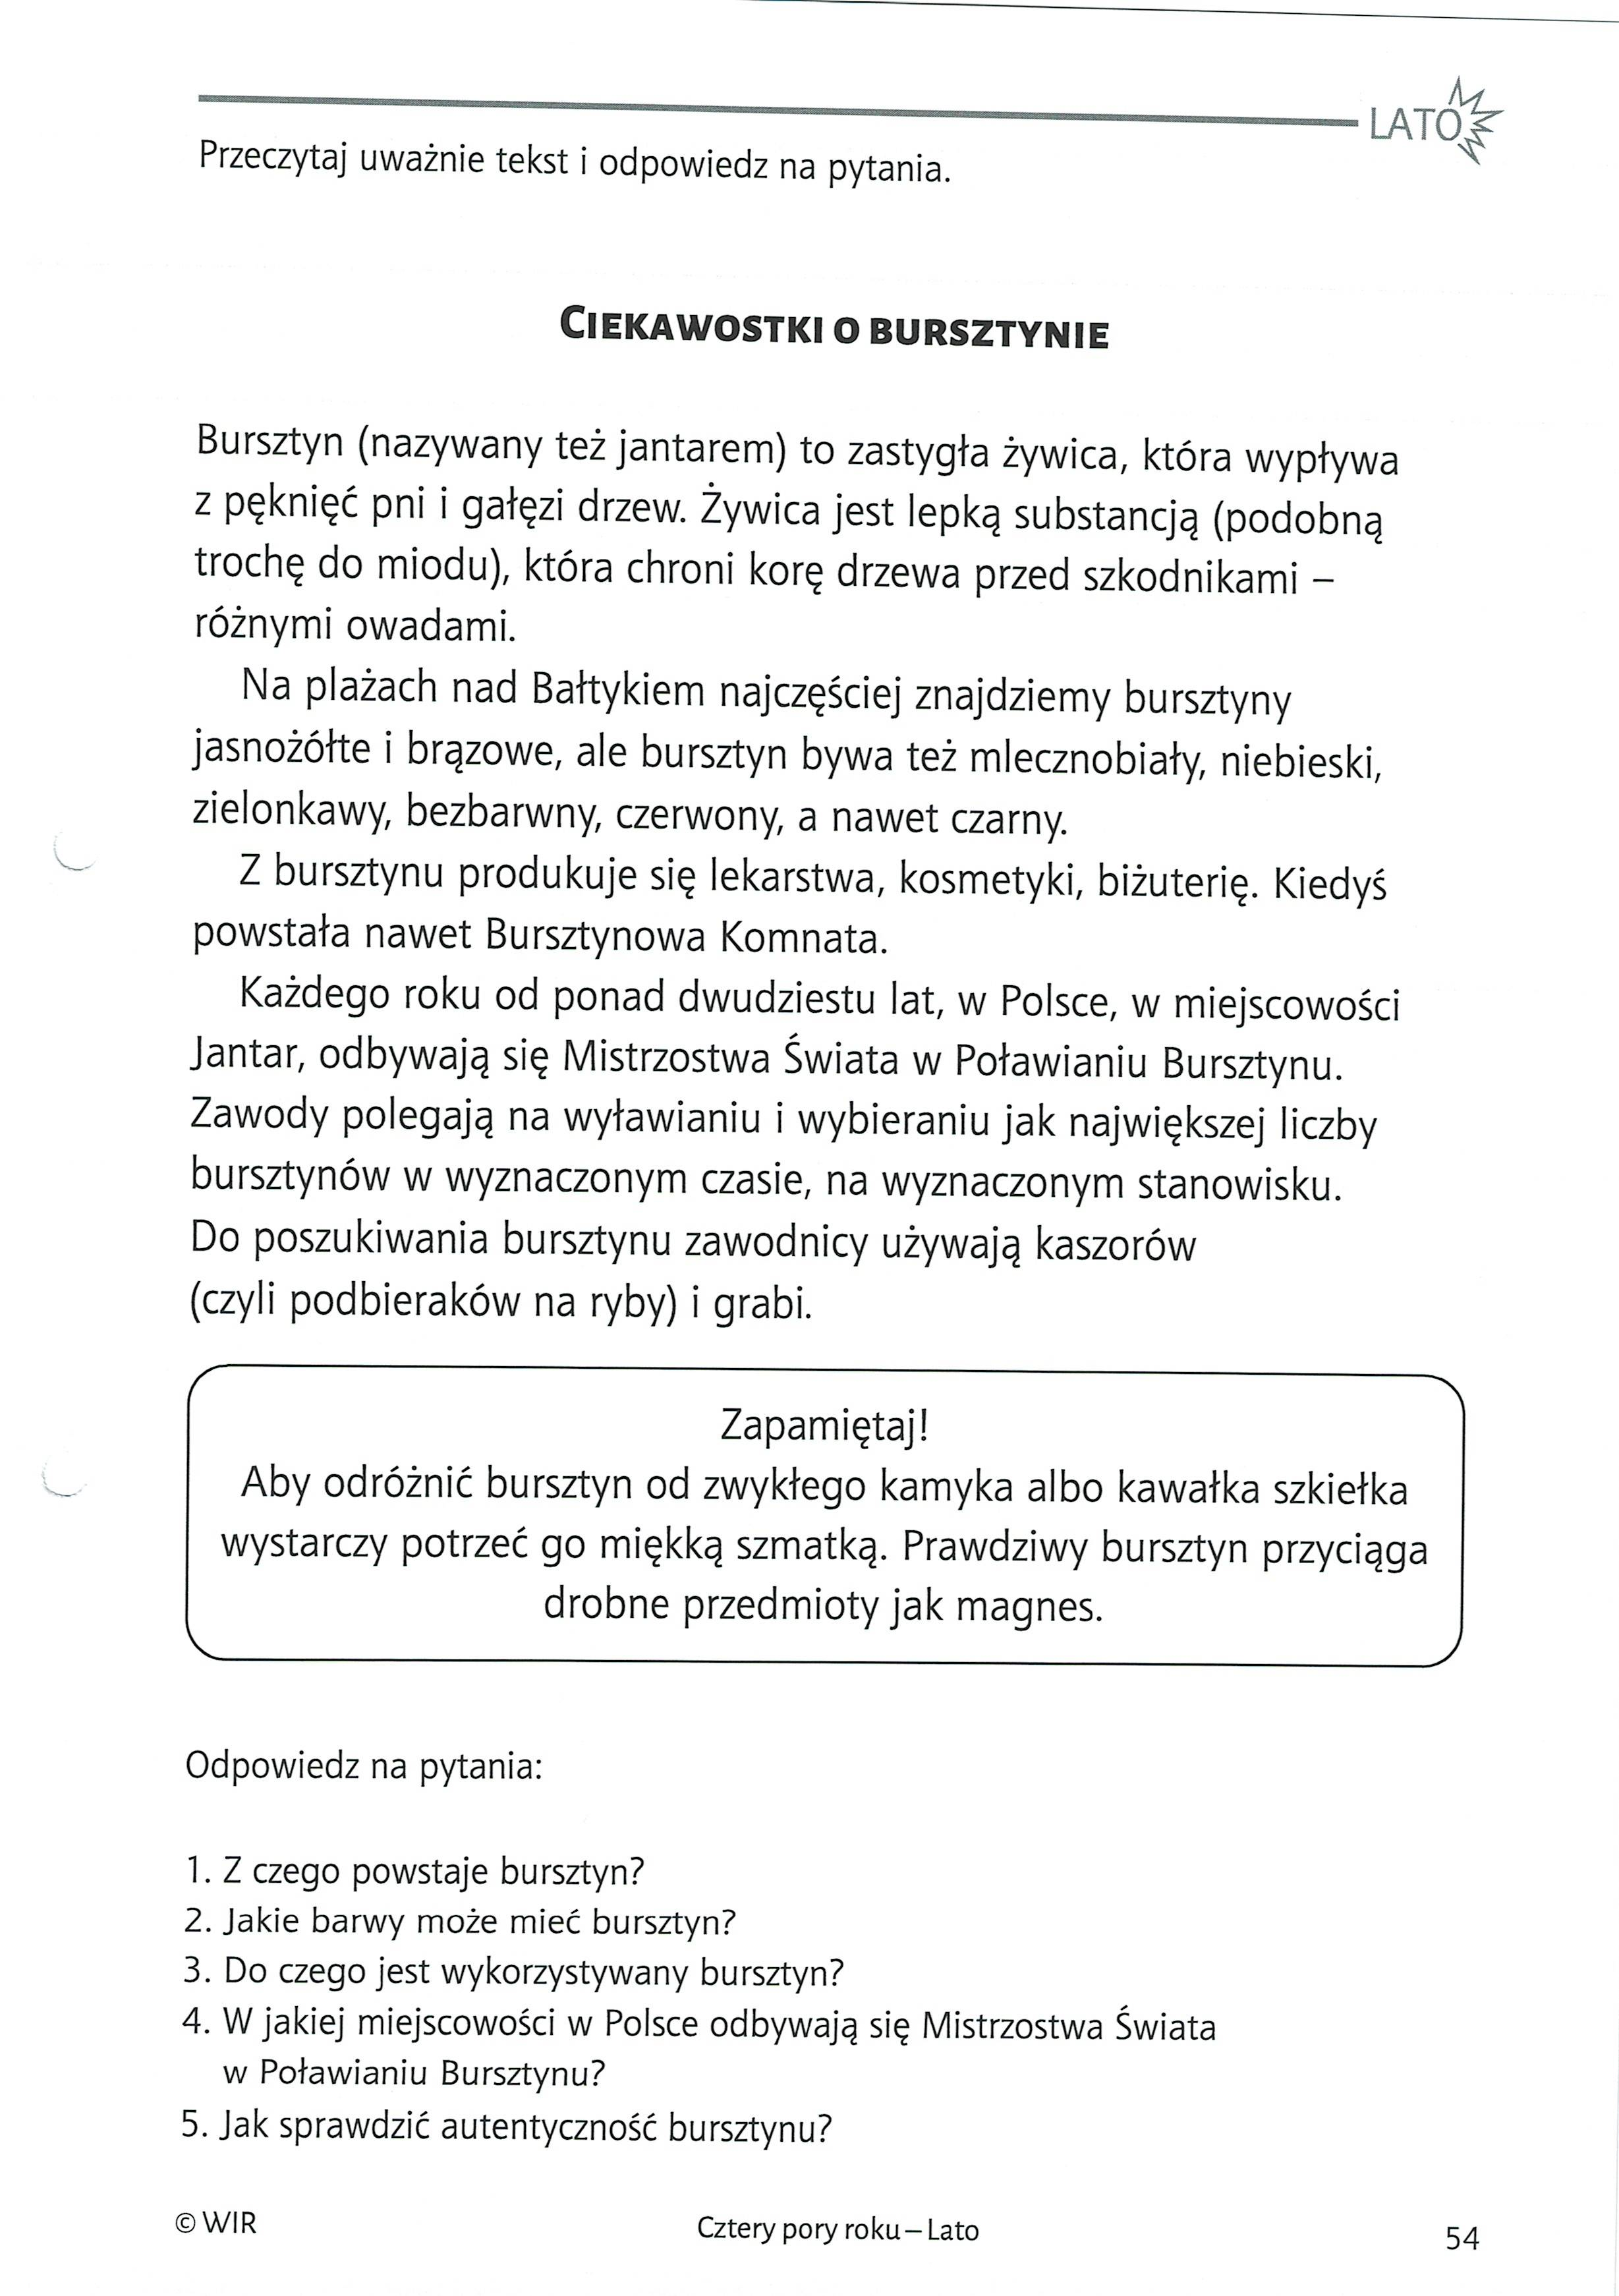 LATO
Przeczytaj uważnie tekst i odpowiedz na pytania.
Ciekawostki o bursztynie
Bursztyn (nazywany też jantarem) to zastygła żywica, która wypływa
z pęknięć pni i gałęzi drzew. Żywica jest lepką substancją (podobną
trochę do miodu), która chroni korę drzewa przed szkodnikami –
różnymi owadami.
Na plażach nad Bałtykiem najczęściej znajdziemy bursztyny
jasnożółte i brązowe, ale bursztyn bywa też mlecznobiały, niebieski,
zielonkawy, bezbarwny, czerwony, a nawet czarny.
Z bursztynu produkuje się lekarstwa, kosmetyki, biżuterię. Kiedyś
powstała nawet Bursztynowa Komnata.
Każdego roku od ponad dwudziestu lat, w Polsce, w miejscowości
Jantar, odbywają się Mistrzostwa Świata w Poławianiu Bursztynu.
Zawody polegają na wyławianiu i wybieraniu jak największej liczby
bursztynów w wyznaczonym czasie, na wyznaczonym stanowisku.
Do poszukiwania bursztynu zawodnicy używają kaszorów
(czyli podbieraków na ryby) i grabi.
Zapamiętaj!
Aby odróżnić bursztyn od zwykłego kamyka albo kawałka szkiełka
wystarczy potrzeć go miękką szmatką. Prawdziwy bursztyn przyciąga
drobne przedmioty jak magnes.
Odpowiedz na pytania:
1. Z czego powstaje bursztyn?
2. Jakie barwy może mieć bursztyn?
3. Do czego jest wykorzystywany bursztyn?
4. W jakiej miejscowości w Polsce odbywają się Mistrzostwa Świata
w Poławianiu Bursztynu?
5. Jak sprawdzić autentyczność bursztynu?
© WIR
Cztery pory roku – Lato
54